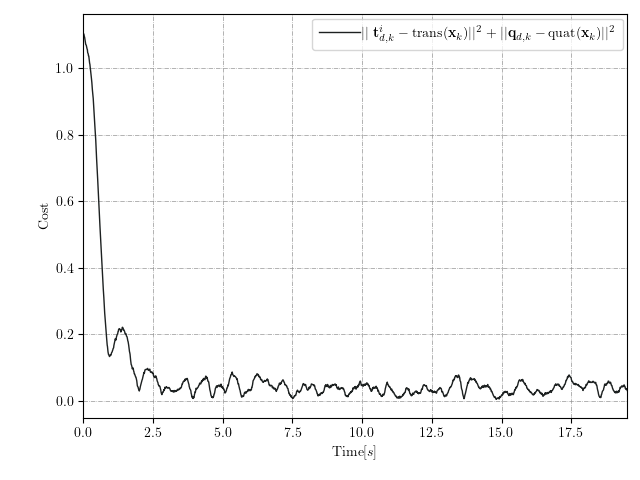 || t^i_{d,k} − trans(x_k)||^2 + ||q_{d,k} − quat(x_k)||^2
1.0
0.8
0.6
0.4
0.2
0.0
Cost
0.0 2.5 5.0 7.5 10.0 12.5 15.0 17.5
Time[s]